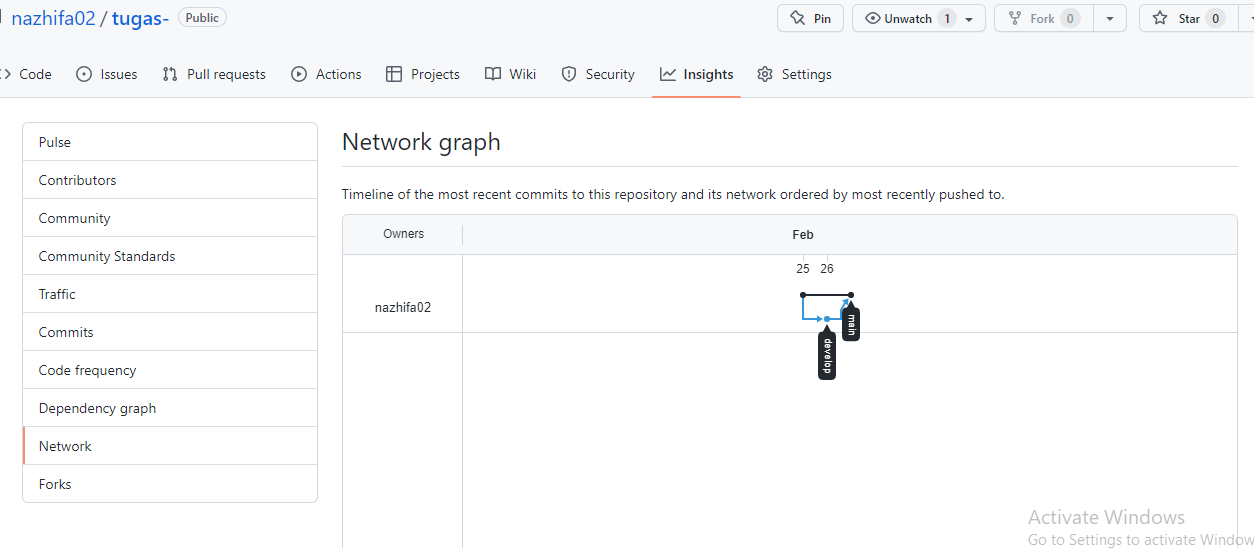 nazhifa02 / tugas- Public
Pin
Unwatch 1
Fork 0
Star 0
Code
Issues
Pull requests
Actions
Projects
Wiki
Security
Insights
Settings
Pulse
Contributors
Community
Community Standards
Traffic
Commits
Code frequency
Dependency graph
Network
Forks
Network graph
Timeline of the most recent commits to this repository and its network ordered by most recently pushed to.
Owners
Feb
25 26
nazhifa02
main
develop
Activate Windows
Go to Settings to activate Window